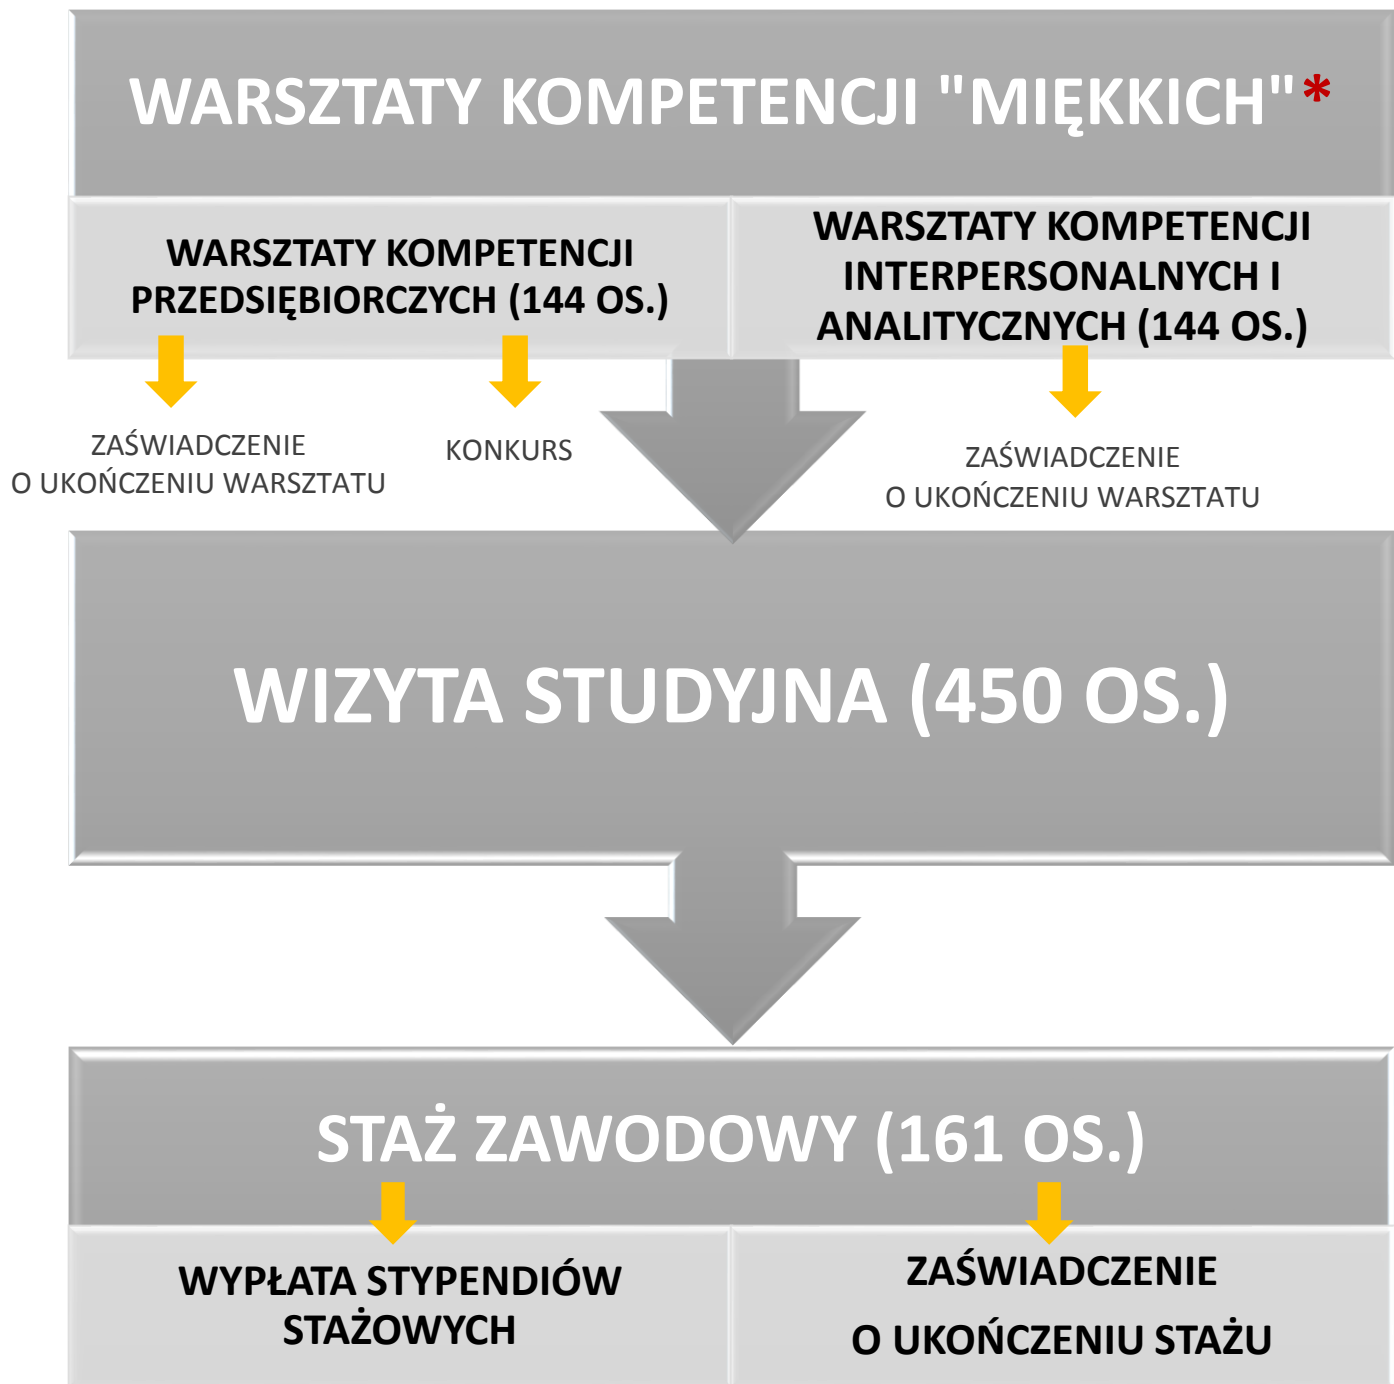 WARSZTATY KOMPETENCJI "MIĘKKICH"*
WARSZTATY KOMPETENCJI
PRZEDSIĘBIORCZYCH (144 OS.)
WARSZTATY KOMPETENCJI
INTERPERSONALNYCH I
ANALITYCZNYCH (144 OS.)
ZAŚWIADCZENIE
O UKOŃCZENIU WARSZTATU
KONKURS
ZAŚWIADCZENIE
O UKOŃCZENIU WARSZTATU
WIZYTA STUDYJNA (450 OS.)
STAŻ ZAWODOWY (161 OS.)
WYPŁATA STYPENDIÓW
STAŻOWYCH
ZAŚWIADCZENIE
O UKOŃCZENIU STAŻU